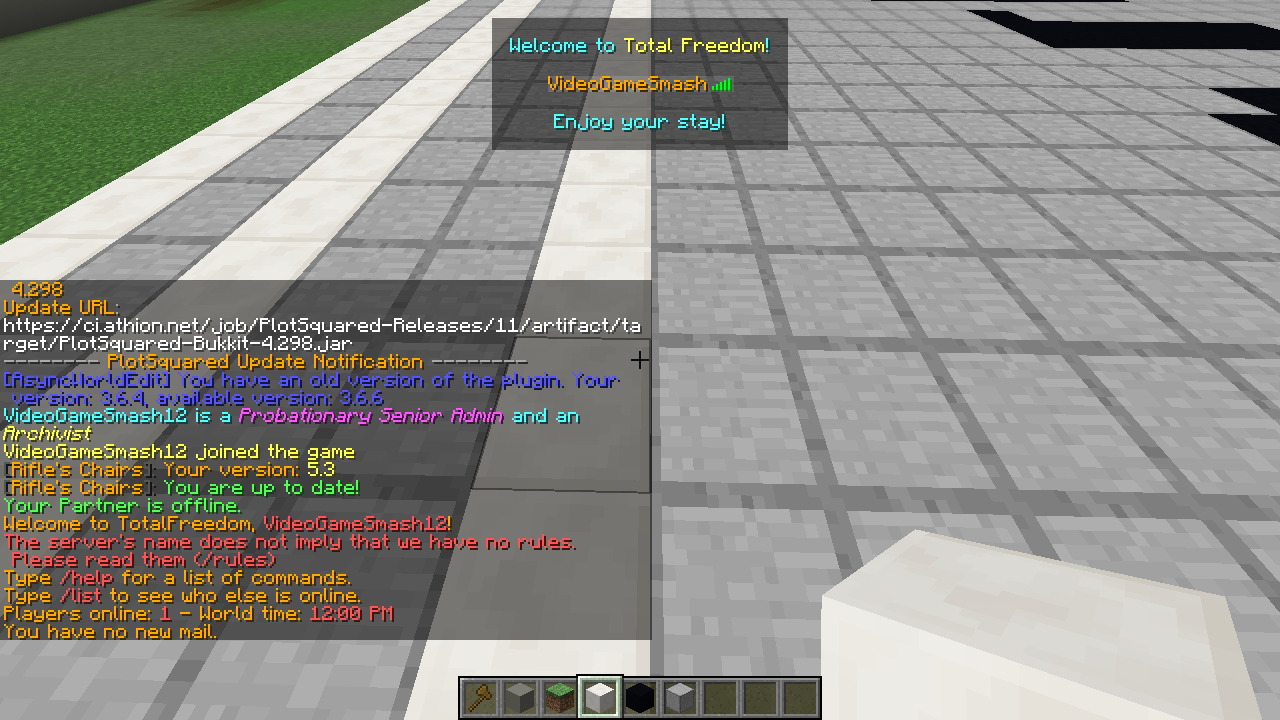 Welcome to Total Freedom!
VideoGameSmash
Enjoy your stay!
4.298
Update URL:
https://ci.athion.net/job/PlotSquared-Releases/11/artifact/ta
rget/PlotSquared-Bukkit-4.298.jar
-------- PlotSquared Update Notification --------
[AsyncWorldEdit] You have an old version of the plugin. Your
version: 3.6.4, available version: 3.6.6
VideoGameSmash12 is a Probationary Senior Admin and an
Archivist
VideoGameSmash12 joined the game
[Rifle's Chairs]: Your version: 5.3
[Rifle's Chairs]: You are up to date!
Your Partner is offline.
Welcome to TotalFreedom, VideoGameSmash12!
The server's name does not imply that we have no rules.
Please read them (/rules)
Type /help for a list of commands.
Type /list to see who else is online.
Players online: 1 - World time: 12:00 PM
You have no new mail.